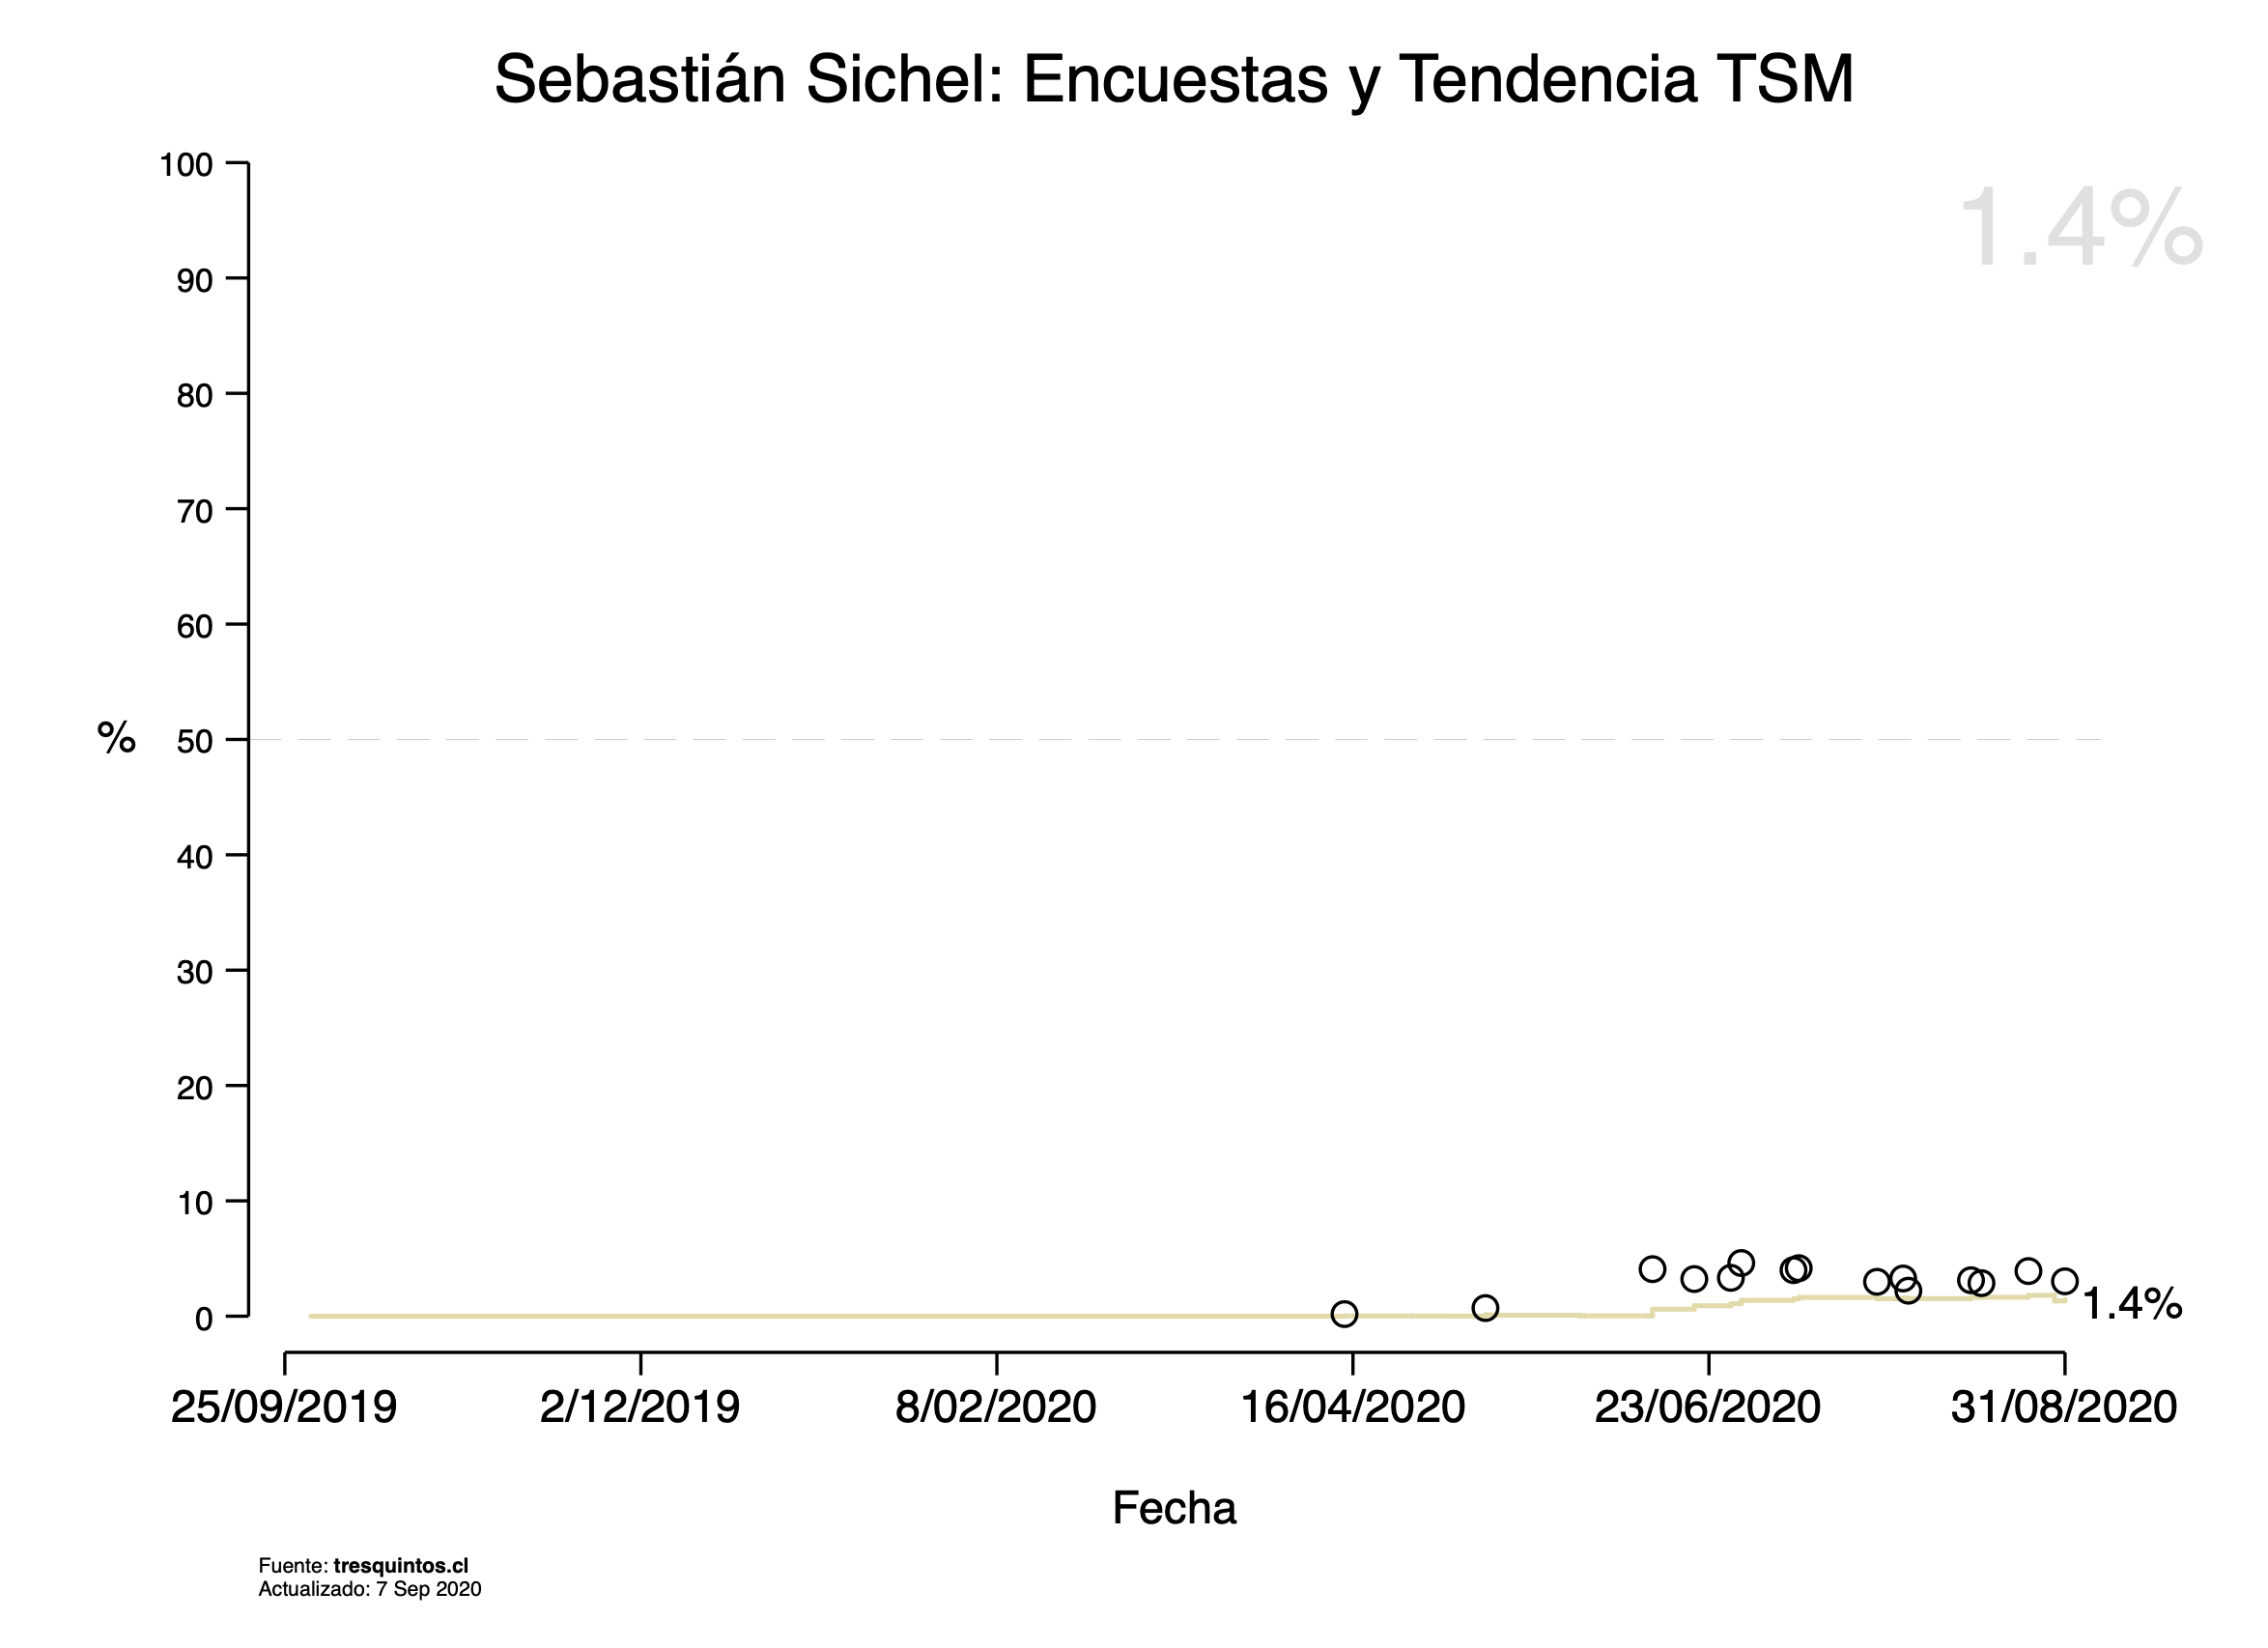 Sebastián Sichel: Encuestas y Tendencia TSM
1.4%
100
90
80
70
60
50
40
30
20
10
0
%
1.4%
25/09/2019 2/12/2019 8/02/2020 16/04/2020 23/06/2020 31/08/2020
Fecha
Fuente: tresquintos.cl
Actualizado: 7 Sep 2020